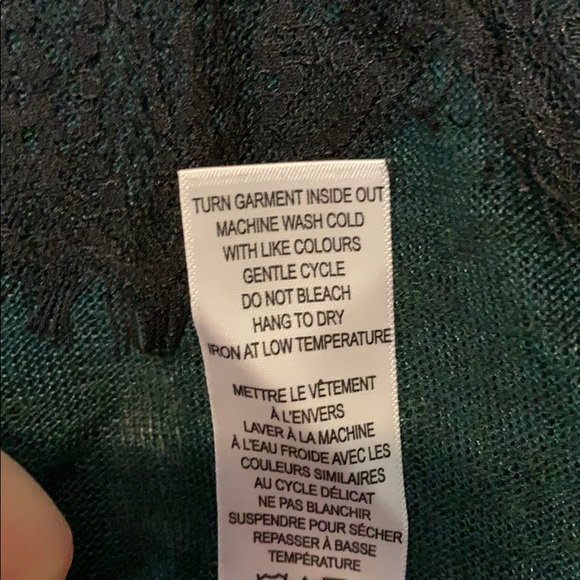 TURN GARMENT INSIDE OUT
MACHINE WASH COLD
WITH LIKE COLOURS
GENTLE CYCLE
DO NOT BLEACH
HANG TO DRY
IRON AT LOW TEMPERATURE
METTRE LE VÊTEMENT
À L'ENVERS
LAVER À LA MACHINE
À L'EAU FROIDE AVEC LES
COULEURS SIMILAIRES
AU CYCLE DÉLICAT
NE PAS BLANCHIR
SUSPENDRE POUR SÉCHER
REPASSER À BASSE
TEMPÉRATURE